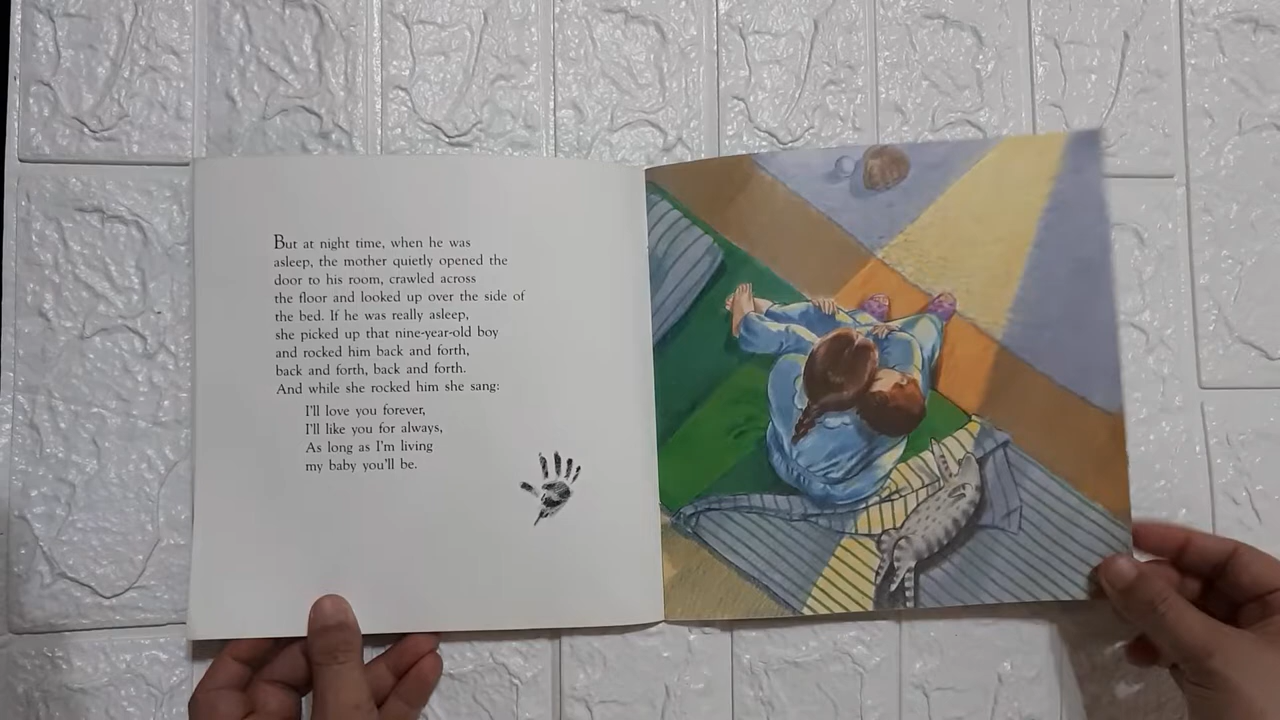 But at night time, when he was
asleep, the mother quietly opened the
door to his room, crawled across
the floor and looked up over the side of
the bed. If he was really asleep,
she picked up that nine-year-old boy
and rocked him back and forth,
back and forth, back and forth.
And while she rocked him she sang:
I'll love you forever,
I'll like you for always,
As long as I'm living
my baby you'll be.